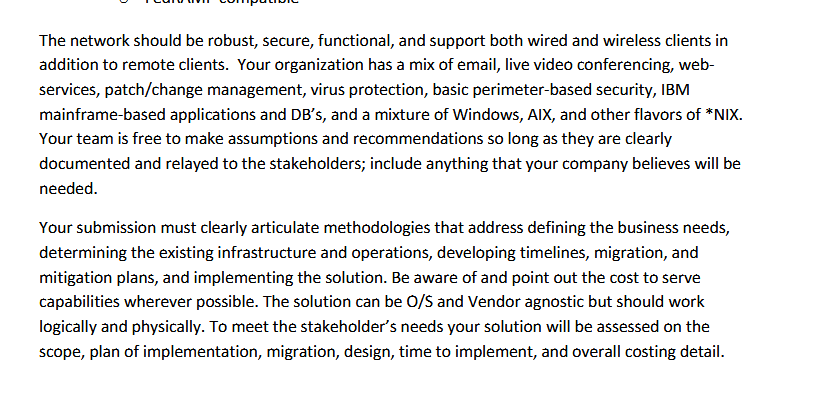 The network should be robust, secure, functional, and support both wired and wireless clients in
addition to remote clients.  Your organization has a mix of email, live video conferencing, web-
services, patch/change management, virus protection, basic perimeter-based security, IBM
mainframe-based applications and DB’s, and a mixture of Windows, AIX, and other flavors of *NIX.
Your team is free to make assumptions and recommendations so long as they are clearly
documented and relayed to the stakeholders; include anything that your company believes will be
needed.
Your submission must clearly articulate methodologies that address defining the business needs,
determining the existing infrastructure and operations, developing timelines, migration, and
mitigation plans, and implementing the solution. Be aware of and point out the cost to serve
capabilities wherever possible. The solution can be O/S and Vendor agnostic but should work
logically and physically. To meet the stakeholder’s needs your solution will be assessed on the
scope, plan of implementation, migration, design, time to implement, and overall costing detail.